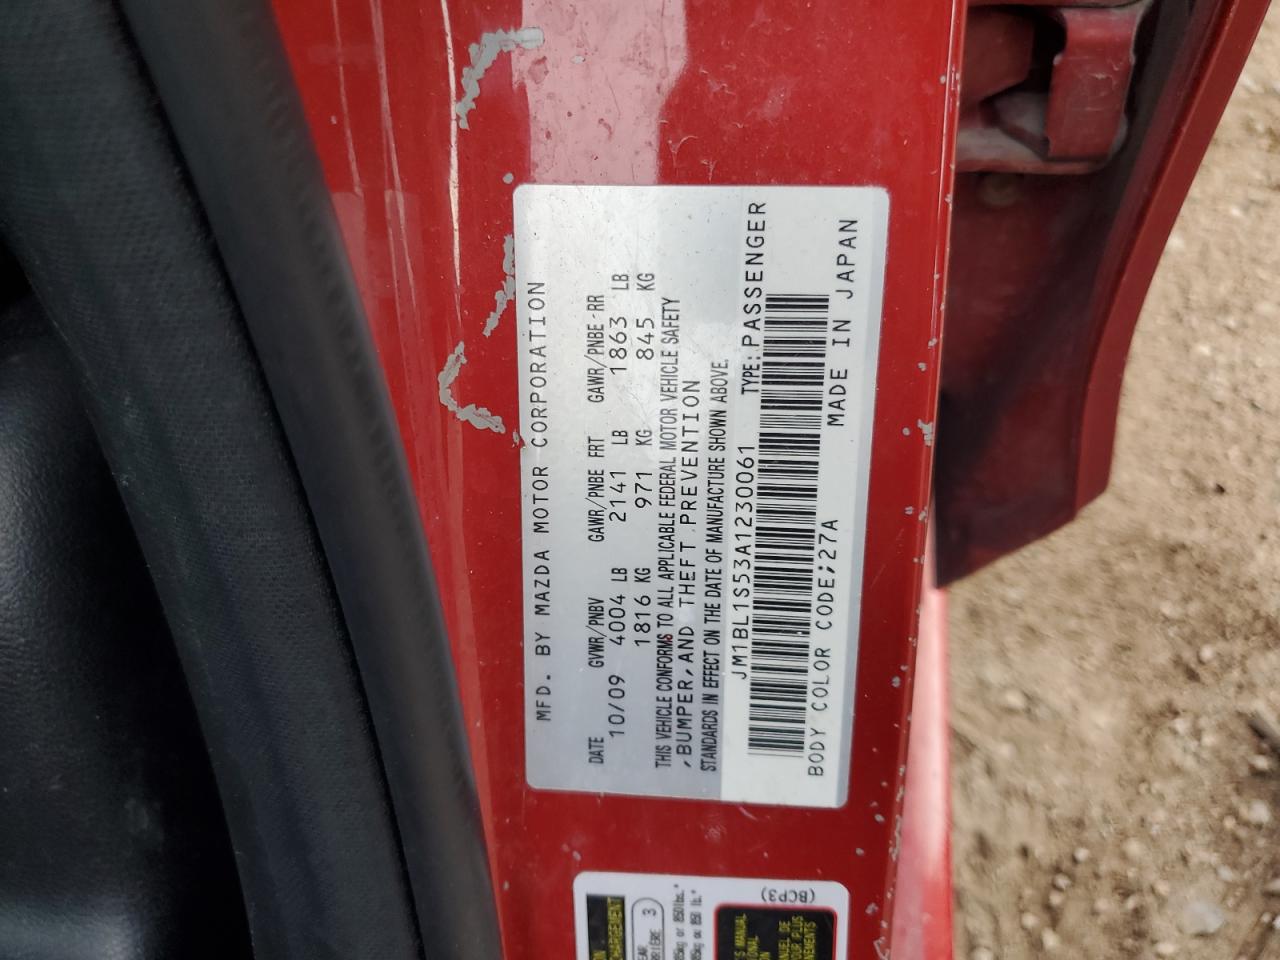 MFD. BY MAZDA MOTOR CORPORATION
DATE GVWR/PNBV GAWR/PNBE FRT GAWR/PNBE-RR
10/09 4004 LB 2141 LB 1863 LB
1816 KG 971 KG 845 KG
THIS VEHICLE CONFORMS TO ALL APPLICABLE FEDERAL MOTOR VEHICLE SAFETY
,BUMPER,AND THEFT PREVENTION
STANDARDS IN EFFECT ON THE DATE OF MANUFACTURE SHOWN ABOVE.
JM1BL1S53A1230061 TYPE:PASSENGER
BODY COLOR CODE;27A MADE IN JAPAN
(BCP3)
3